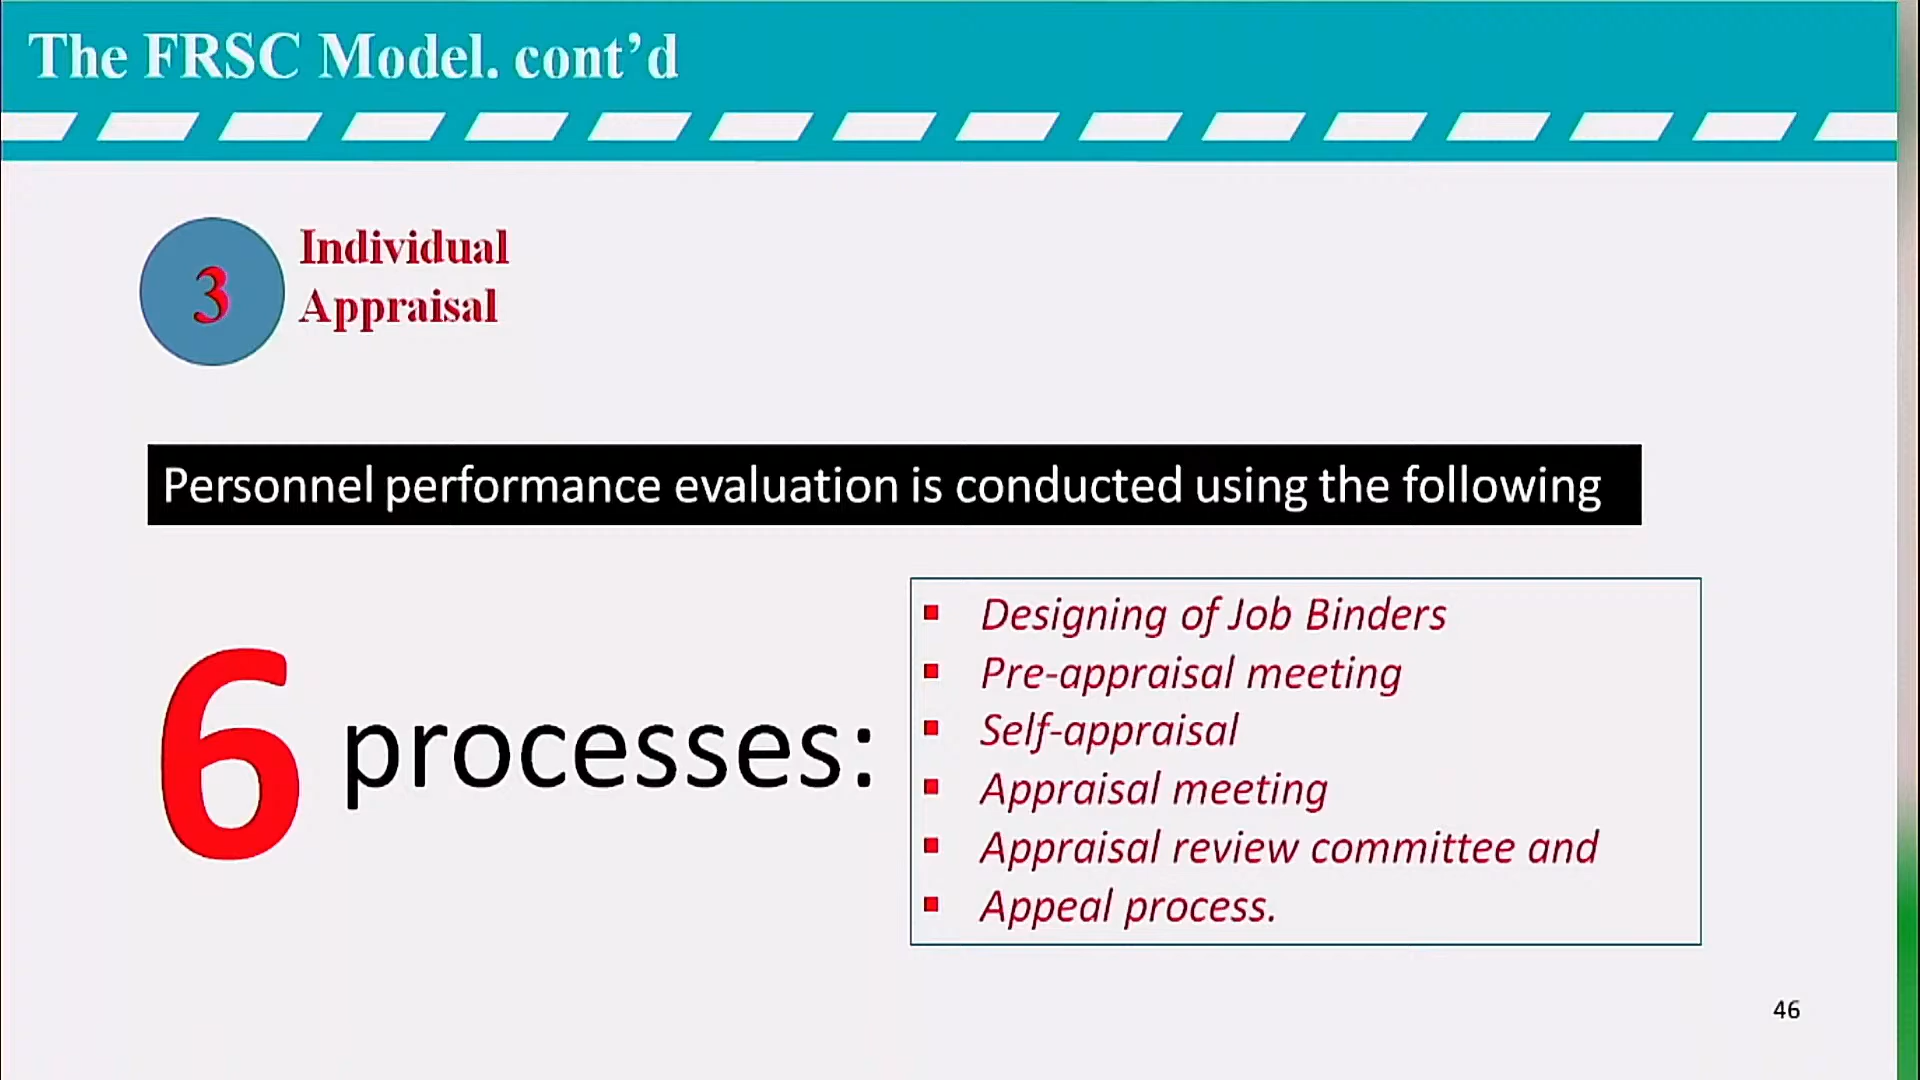 The FRSC Model. cont’d
3
Individual
Appraisal
Personnel performance evaluation is conducted using the following
6 processes:
▪ Designing of Job Binders
▪ Pre-appraisal meeting
▪ Self-appraisal
▪ Appraisal meeting
▪ Appraisal review committee and
▪ Appeal process.
46